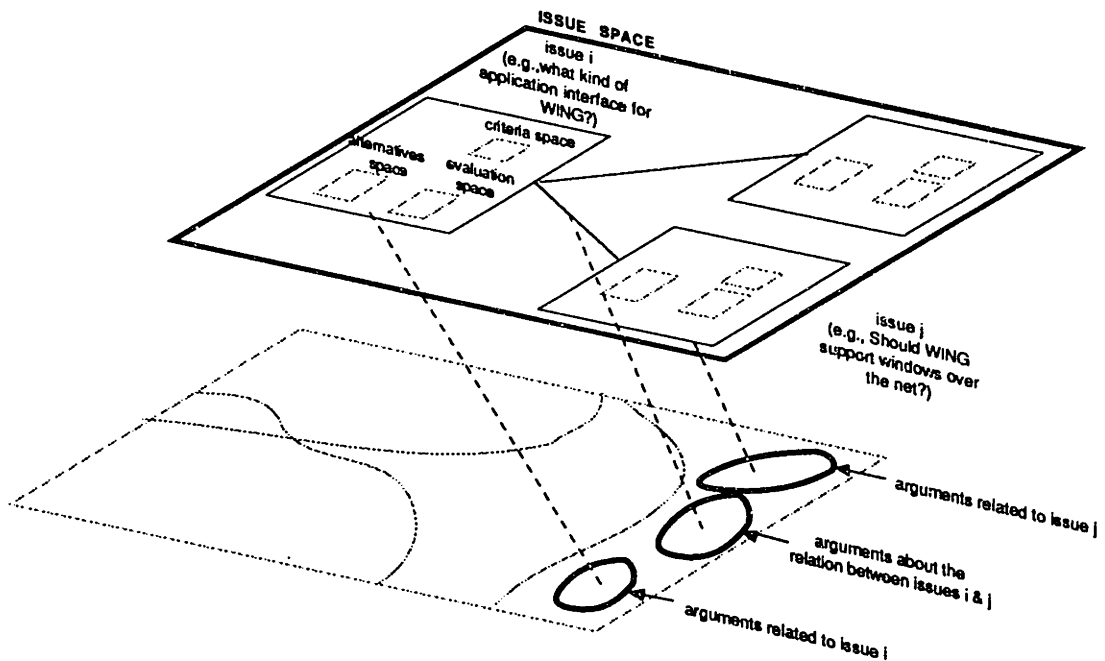 ISSUE SPACE
issue i
(e.g.,what kind of
application interface for
WING?)
criteria space
alternatives
space
evaluation
space
issue j
(e.g., Should WING
support windows over
the net?)
arguments related to issue j
arguments about the
relation between issues i & j
arguments related to issue i